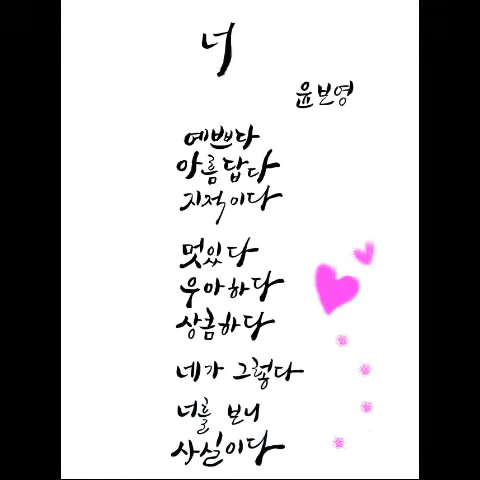 너
윤보영
예쁘다
아름답다
지적이다
멋있다
우아하다
상큼하다
네가 그렇다
너를 보니
사실이다